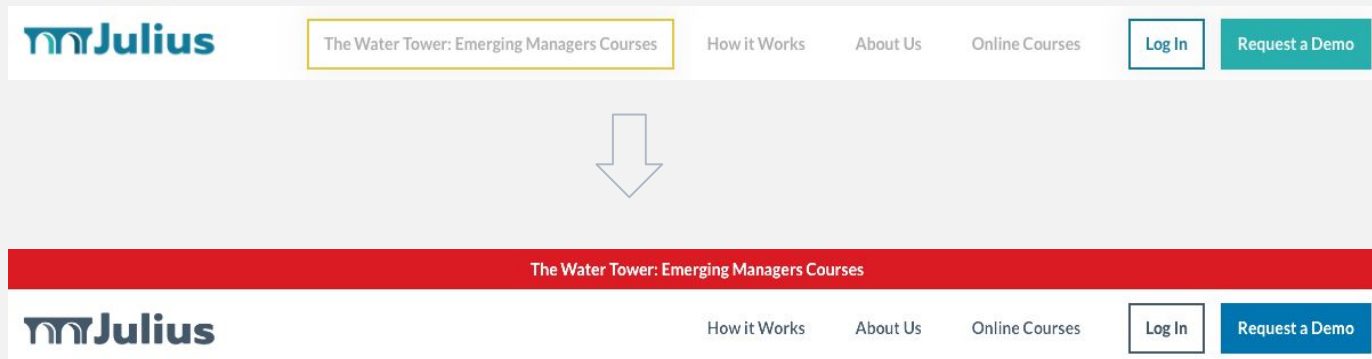 Julius The Water Tower: Emerging Managers Courses How it Works About Us Online Courses Log In Request a Demo
The Water Tower: Emerging Managers Courses
Julius How it Works About Us Online Courses Log In Request a Demo